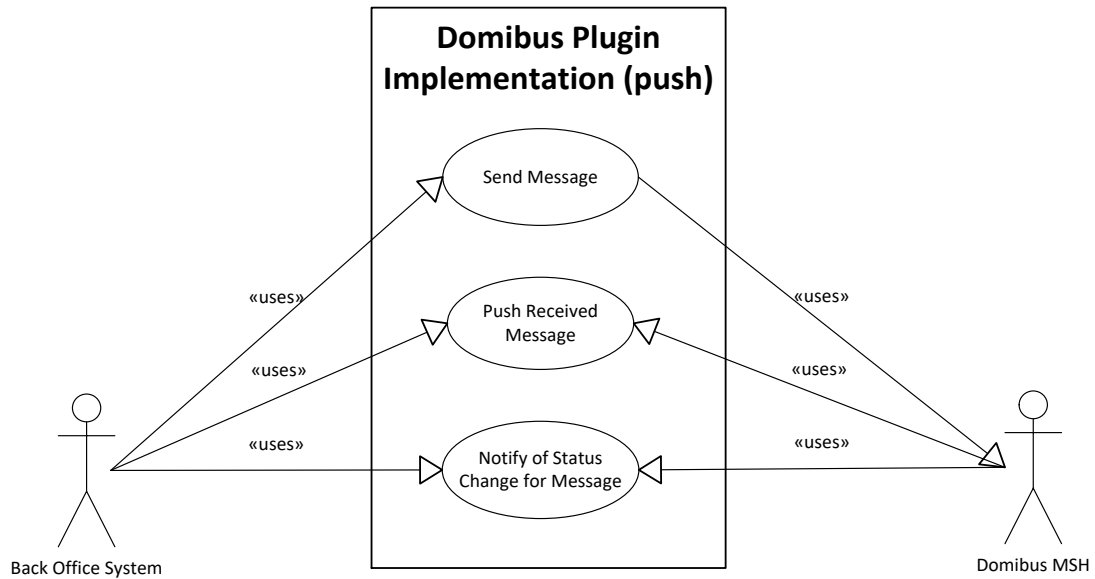 Domibus Plugin
Implementation (push)
Send Message
«uses»
«uses»
Push Received
Message
«uses»
«uses»
«uses»
«uses»
Notify of Status
Change for Message
Back Office System
Domibus MSH